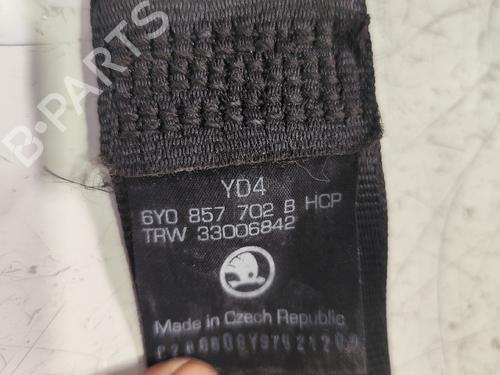 B-PARTS
YD4
6Y0 857 702 B HCP
TRW 33006842
Made in Czech Republic